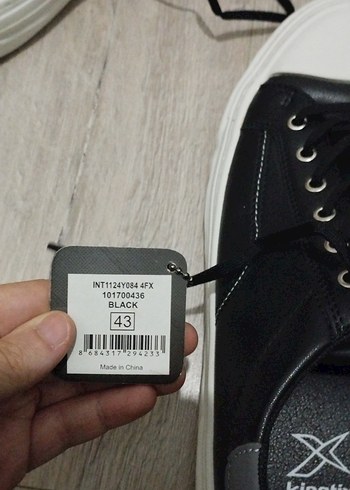 INT1124Y084 4FX
101700436
BLACK
43
8 684317 294233
Made in China